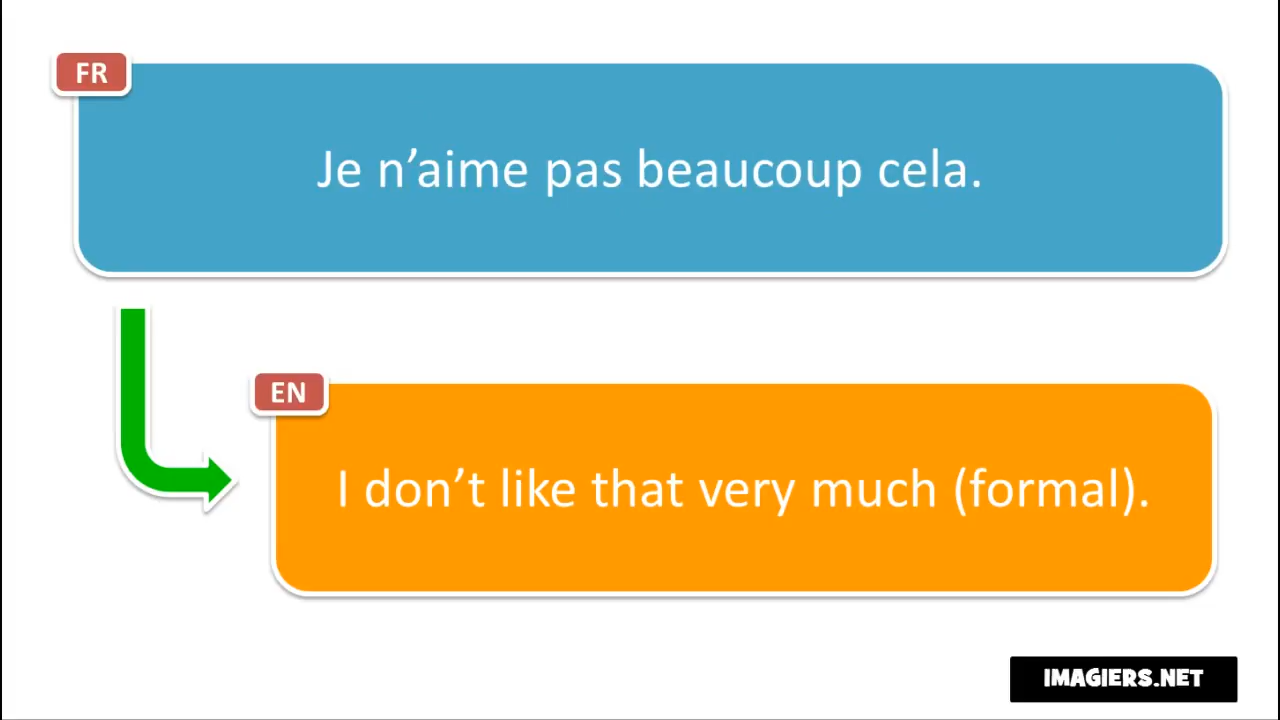 FR
Je n’aime pas beaucoup cela.
EN
I don’t like that very much (formal).
IMAGIERS.NET